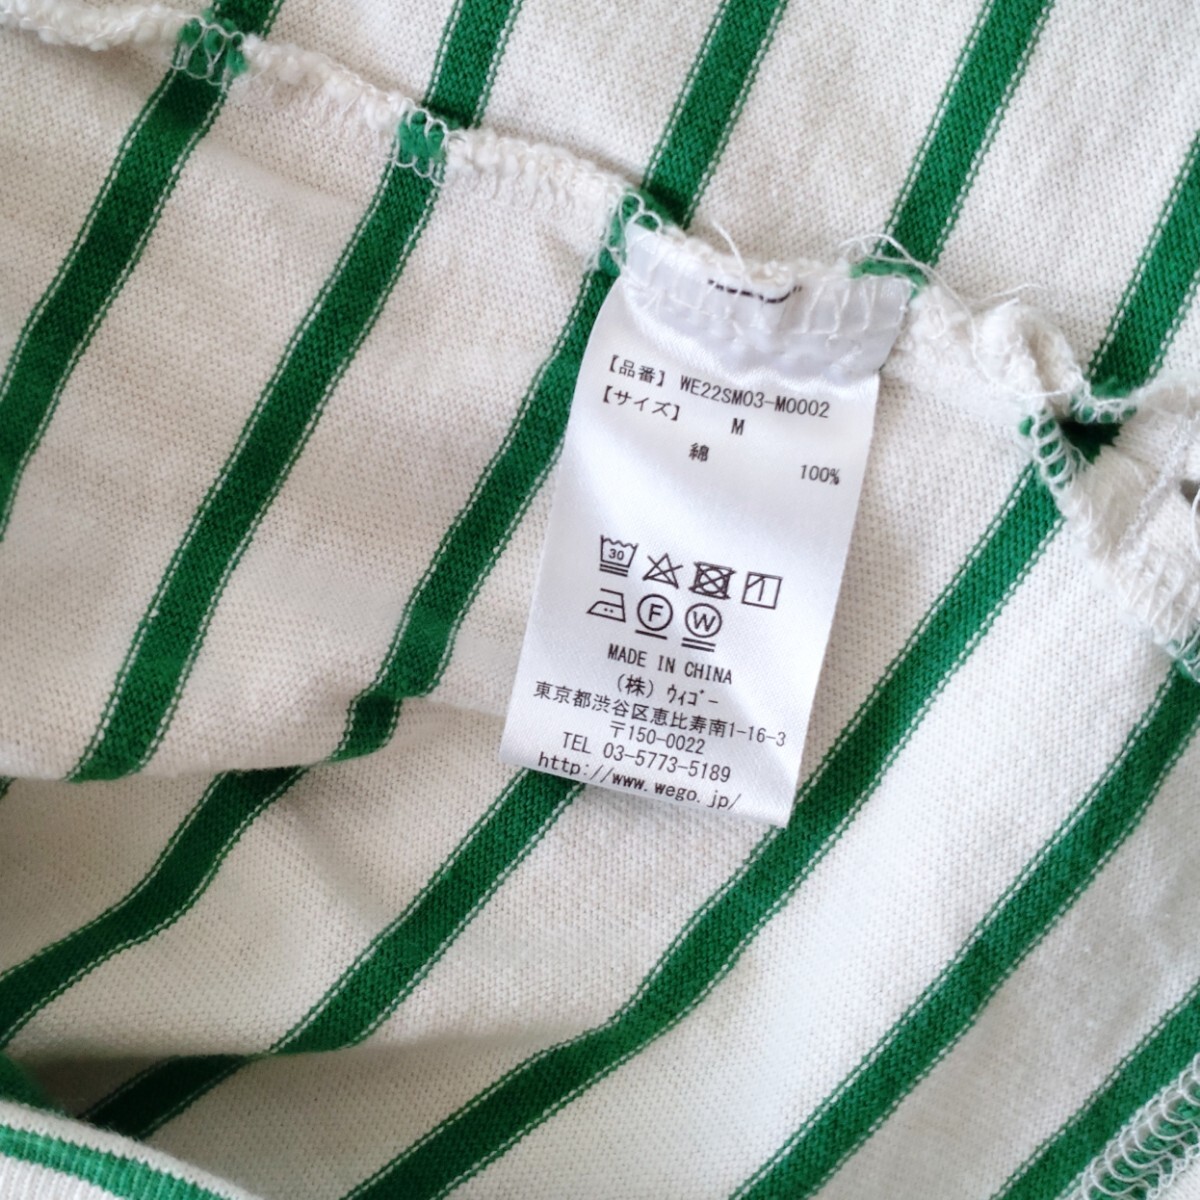 【品番】 WE22SM03-M0002
【サイズ】 M
綿 100%
30
F W
MADE IN CHINA
(株) ウィゴー
東京都渋谷区恵比寿南1-16-3
〒150-0022
TEL 03-5773-5189
http://www.wego.jp/